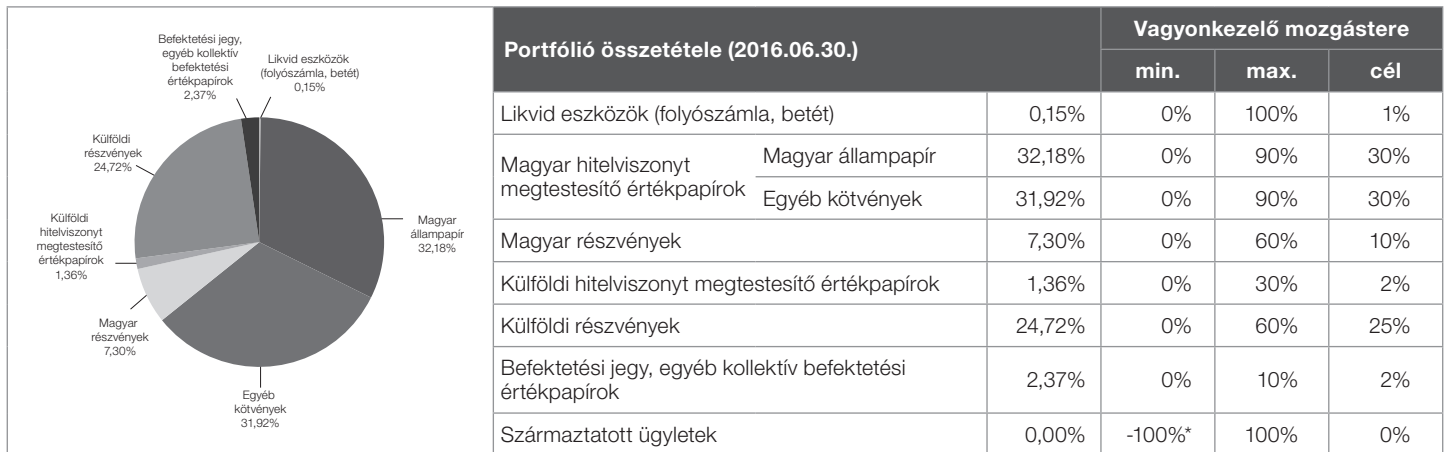 Befektetési jegy,
egyéb kollektív
befektetési
értékpapírok
2,37%
Likvid eszközök
(folyószámla, betét)
0,15%
Külföldi
részvények
24,72%
Külföldi
hitelviszonyt
megtestesítő
értékpapírok
1,36%
Magyar
részvények
7,30%
Egyéb
kötvények
31,92%
Magyar
állampapír
32,18%
Portfólió összetétele (2016.06.30.)
Vagyonkezelő mozgástere
min. max. cél
Likvid eszközök (folyószámla, betét) 0,15% 0% 100% 1%
Magyar hitelviszonyt
megtestesítő értékpapírok
Magyar állampapír 32,18% 0% 90% 30%
Egyéb kötvények 31,92% 0% 90% 30%
Magyar részvények 7,30% 0% 60% 10%
Külföldi hitelviszonyt megtestesítő értékpapírok 1,36% 0% 30% 2%
Külföldi részvények 24,72% 0% 60% 25%
Befektetési jegy, egyéb kollektív befektetési
értékpapírok 2,37% 0% 10% 2%
Származtatott ügyletek 0,00% -100%* 100% 0%